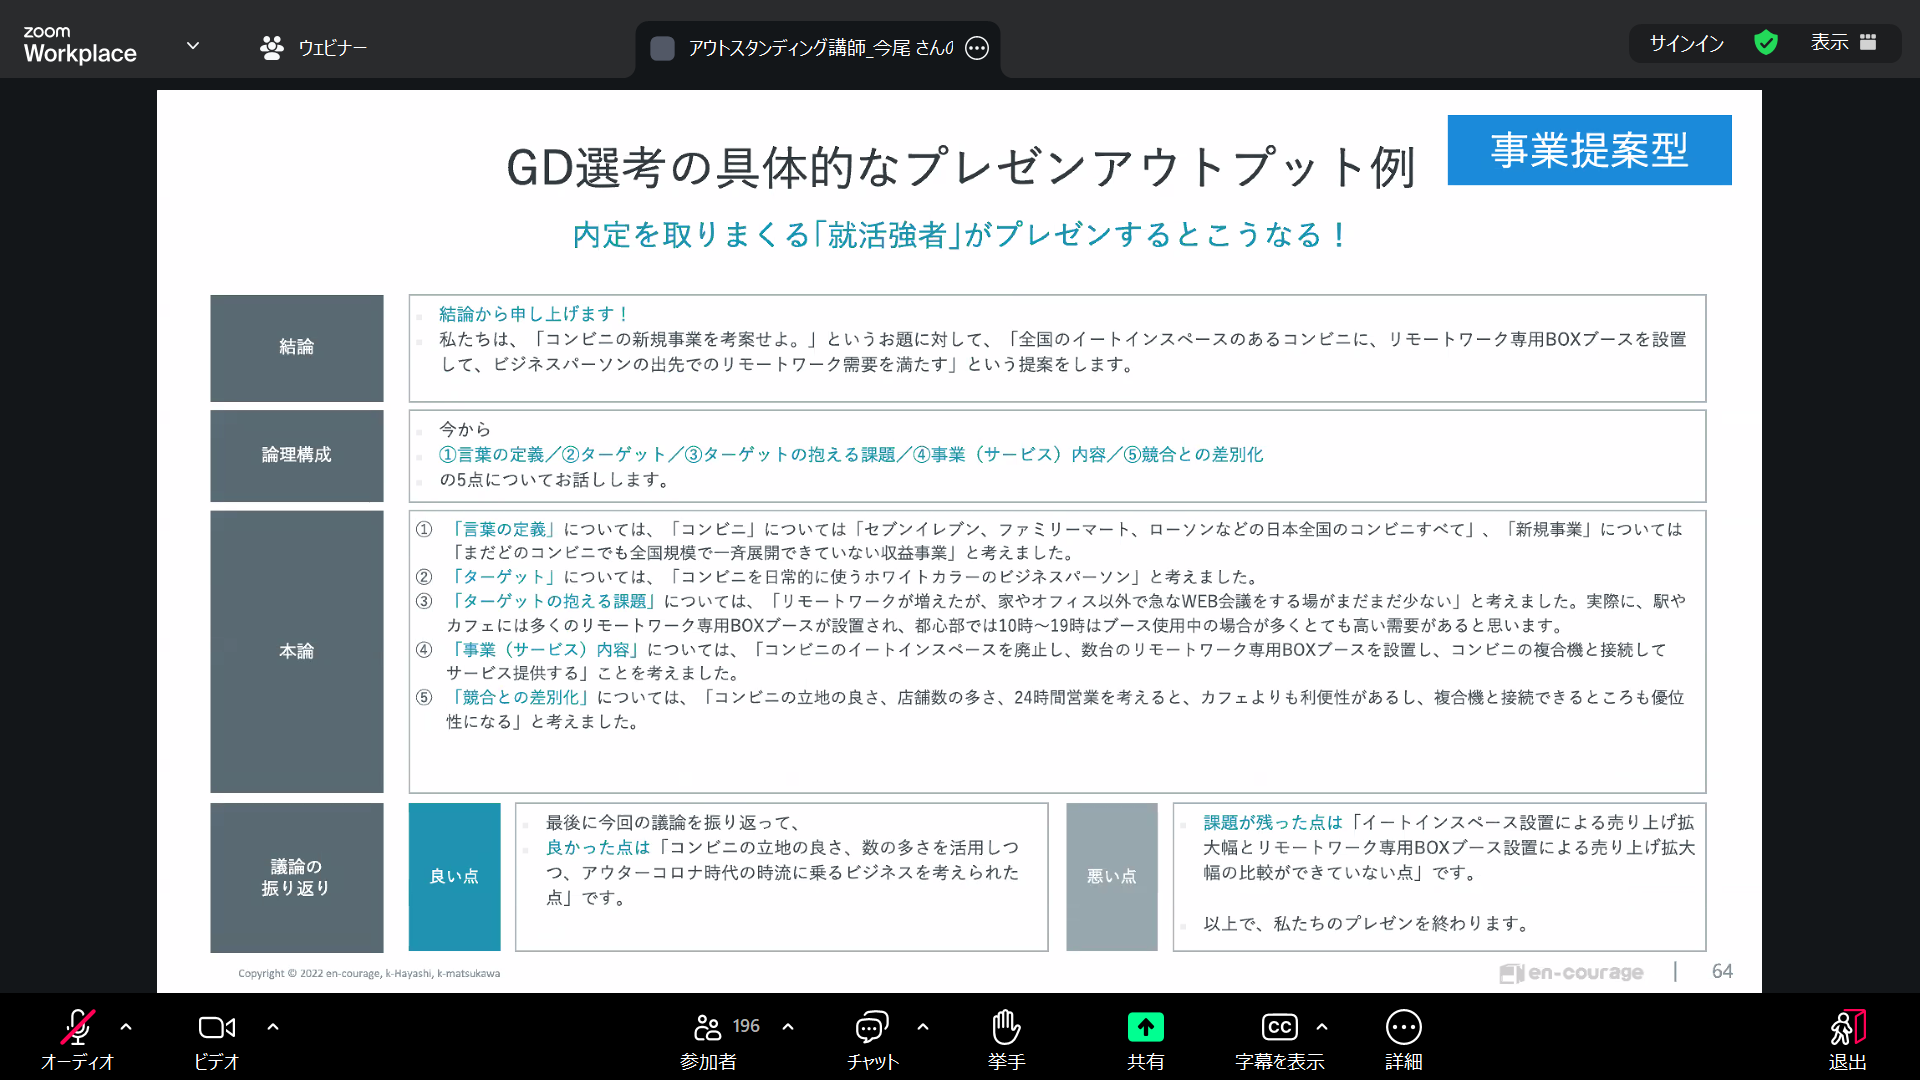 zoom
Workplace
ウェビナー
アウトスタンディング講師_今尾 さんの
サインイン
表示
GD選考の具体的なプレゼンアウトプット例
事業提案型
内定を取りまくる｢就活強者｣がプレゼンするとこうなる！
結論
結論から申し上げます！
私たちは、「コンビニの新規事業を考案せよ。」というお題に対して、「全国のイートインスペースのあるコンビニに、リモートワーク専用BOXブースを設置
して、ビジネスパーソンの出先でのリモートワーク需要を満たす」という提案をします。
論理構成
今から
①言葉の定義／②ターゲット／③ターゲットの抱える課題／④事業（サービス）内容／⑤競合との差別化
の5点についてお話しします。
本論
① 「言葉の定義」については、「コンビニ」については「セブンイレブン、ファミリーマート、ローソンなどの日本全国のコンビニすべて」、「新規事業」については
「まだどのコンビニでも全国規模で一斉展開できていない収益事業」と考えました。
② 「ターゲット」については、「コンビニを日常的に使うホワイトカラーのビジネスパーソン」と考えました。
③ 「ターゲットの抱える課題」については、「リモートワークが増えたが、家やオフィス以外で急なWEB会議をする場がまだまだ少ない」と考えました。実際に、駅や
カフェには多くのリモートワーク専用BOXブースが設置され、都心部では10時～19時はブース使用中の場合が多くとても高い需要があると思います。
④ 「事業（サービス）内容」については、「コンビニのイートインスペースを廃止し、数台のリモートワーク専用BOXブースを設置し、コンビニの複合機と接続して
サービス提供する」ことを考えました。
⑤ 「競合との差別化」については、「コンビニの立地の良さ、店舗数の多さ、24時間営業を考えると、カフェよりも利便性があるし、複合機と接続できるところも優位
性になる」と考えました。
議論の
振り返り
良い点
最後に今回の議論を振り返って、
良かった点は「コンビニの立地の良さ、数の多さを活用しつ
つ、アウターコロナ時代の時流に乗るビジネスを考えられた
点」です。
悪い点
課題が残った点は「イートインスペース設置による売り上げ拡
大幅とリモートワーク専用BOXブース設置による売り上げ拡大
幅の比較ができていない点」です。
以上で、私たちのプレゼンを終わります。
Copyright © 2022 en-courage, k-Hayashi, k-matsukawa
en-courage
64
オーディオ
ビデオ
196
参加者
チャット
挙手
共有
CC
字幕を表示
詳細
退出